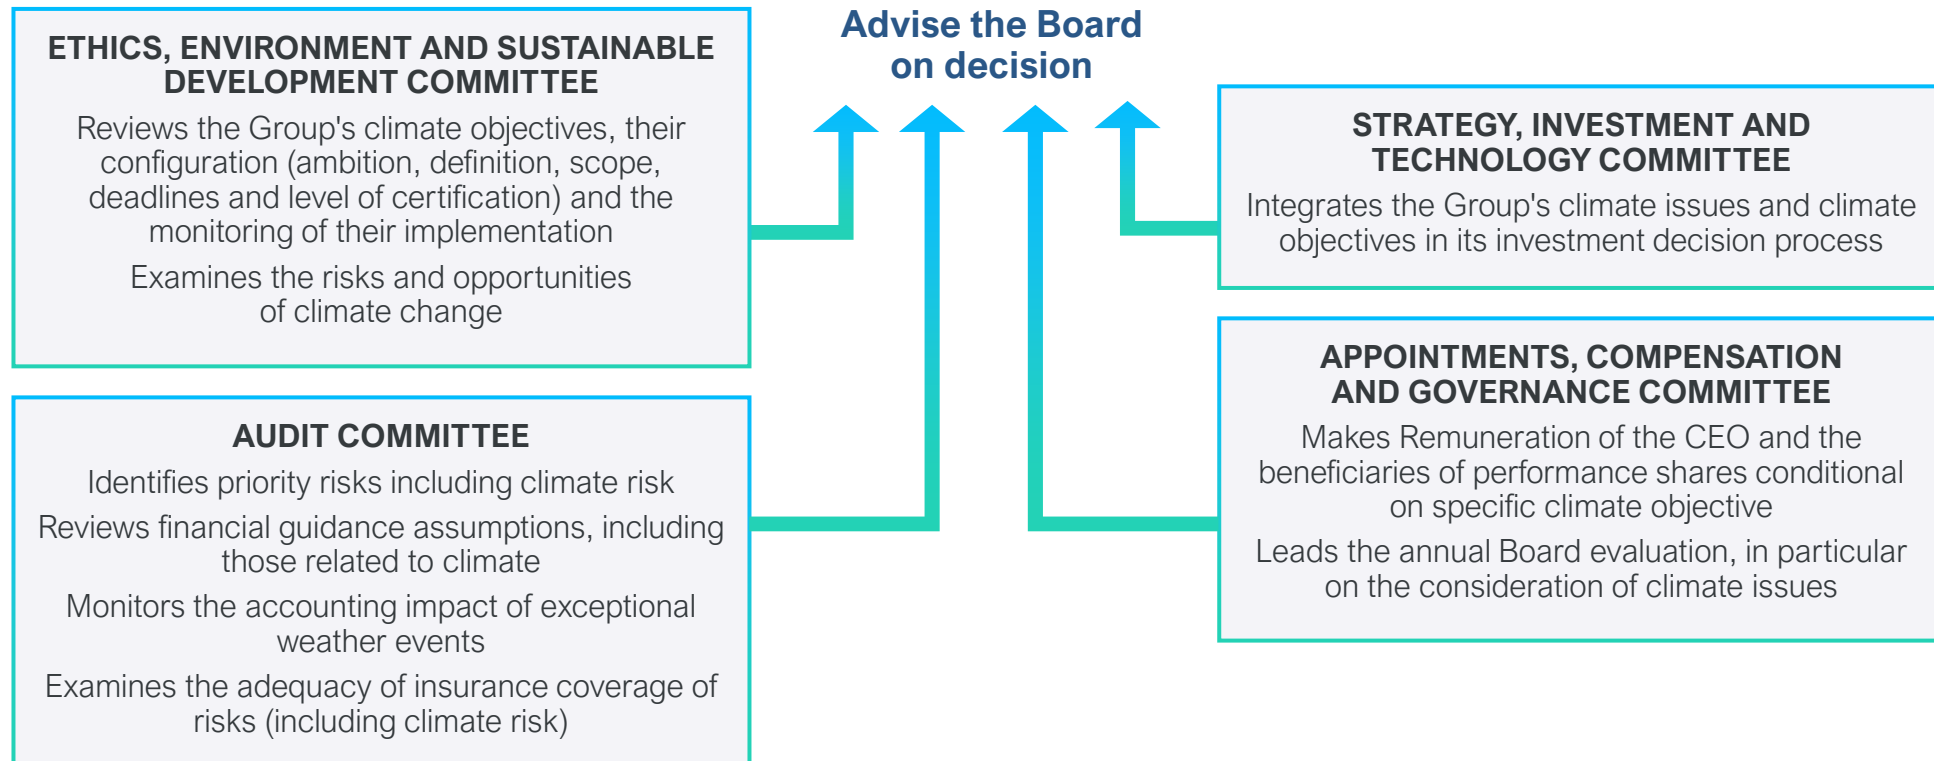 Advise the Board
on decision
ETHICS, ENVIRONMENT AND SUSTAINABLE
DEVELOPMENT COMMITTEE
Reviews the Group's climate objectives, their
configuration (ambition, definition, scope,
deadlines and level of certification) and the
monitoring of their implementation
Examines the risks and opportunities
of climate change
AUDIT COMMITTEE
Identifies priority risks including climate risk
Reviews financial guidance assumptions, including
those related to climate
Monitors the accounting impact of exceptional
weather events
Examines the adequacy of insurance coverage of
risks (including climate risk)
STRATEGY, INVESTMENT AND
TECHNOLOGY COMMITTEE
Integrates the Group's climate issues and climate
objectives in its investment decision process
APPOINTMENTS, COMPENSATION
AND GOVERNANCE COMMITTEE
Makes Remuneration of the CEO and the
beneficiaries of performance shares conditional
on specific climate objective
Leads the annual Board evaluation, in particular
on the consideration of climate issues